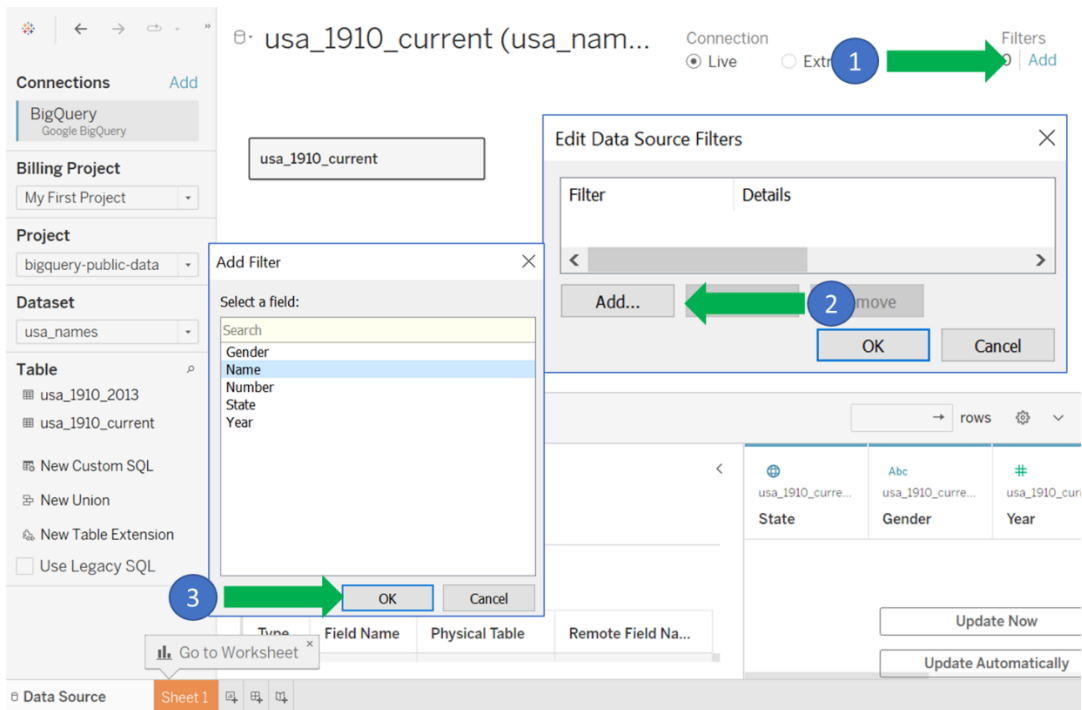 usa_1910_current (usa_nam...
Connection
Live
Extr
1
Filters
0
Add
Connections
Add
BigQuery
Google BigQuery
Billing Project
My First Project
Project
bigquery-public-data
Dataset
usa_names
Table
usa_1910_2013
usa_1910_current
New Custom SQL
New Union
New Table Extension
Use Legacy SQL
usa_1910_current
Edit Data Source Filters
Filter
Details
Add...
2
move
OK
Cancel
Add Filter
Select a field:
Search
Gender
Name
Number
State
Year
3
OK
Cancel
rows
Abc
#
usa_1910_curre...
usa_1910_curre...
usa_1910_curr
State
Gender
Year
Type
Field Name
Physical Table
Remote Field Na...
Update Now
Update Automatically
Go to Worksheet
Data Source
Sheet 1